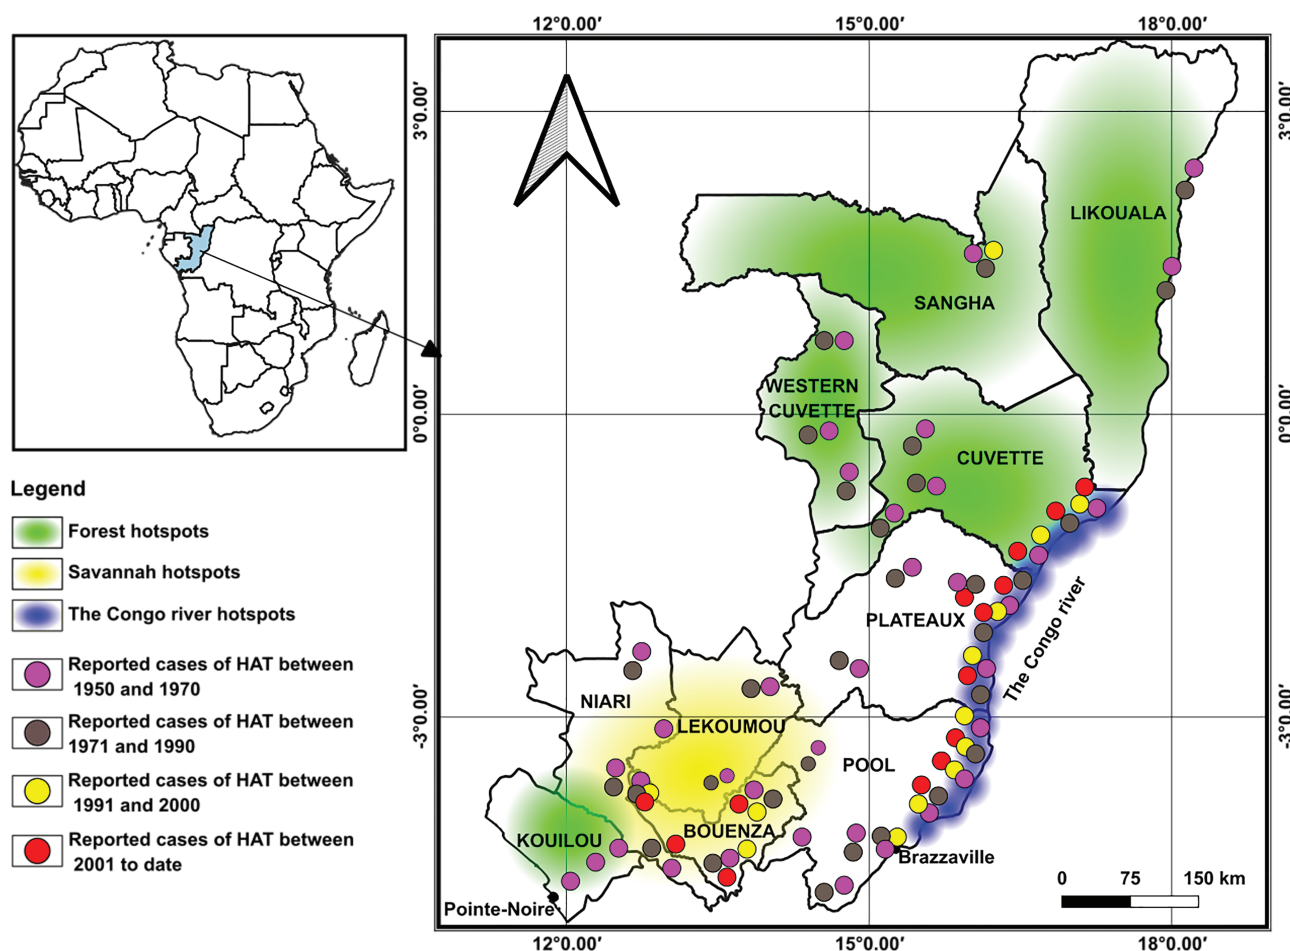 12°0.00′
15°0.00′
18°0.00′
3°0.00′
3°0.00′
LIKOUALA
SANGHA
WESTERN
CUVETTE
0°0.00′
0°0.00′
CUVETTE
Legend
Forest hotspots
Savannah hotspots
The Congo river hotspots
Reported cases of HAT between
1950 and 1970
Reported cases of HAT between
1971 and 1990
Reported cases of HAT between
1991 and 2000
Reported cases of HAT between
2001 to date
PLATEAUX
The Congo river
NIARI
LEKOUMOU
-3°0.00′
-3°0.00′
POOL
BOUENZA
KOUILOU
Brazzaville
Pointe-Noire
0 75 150 km
12°0.00′
15°0.00′
18°0.00′